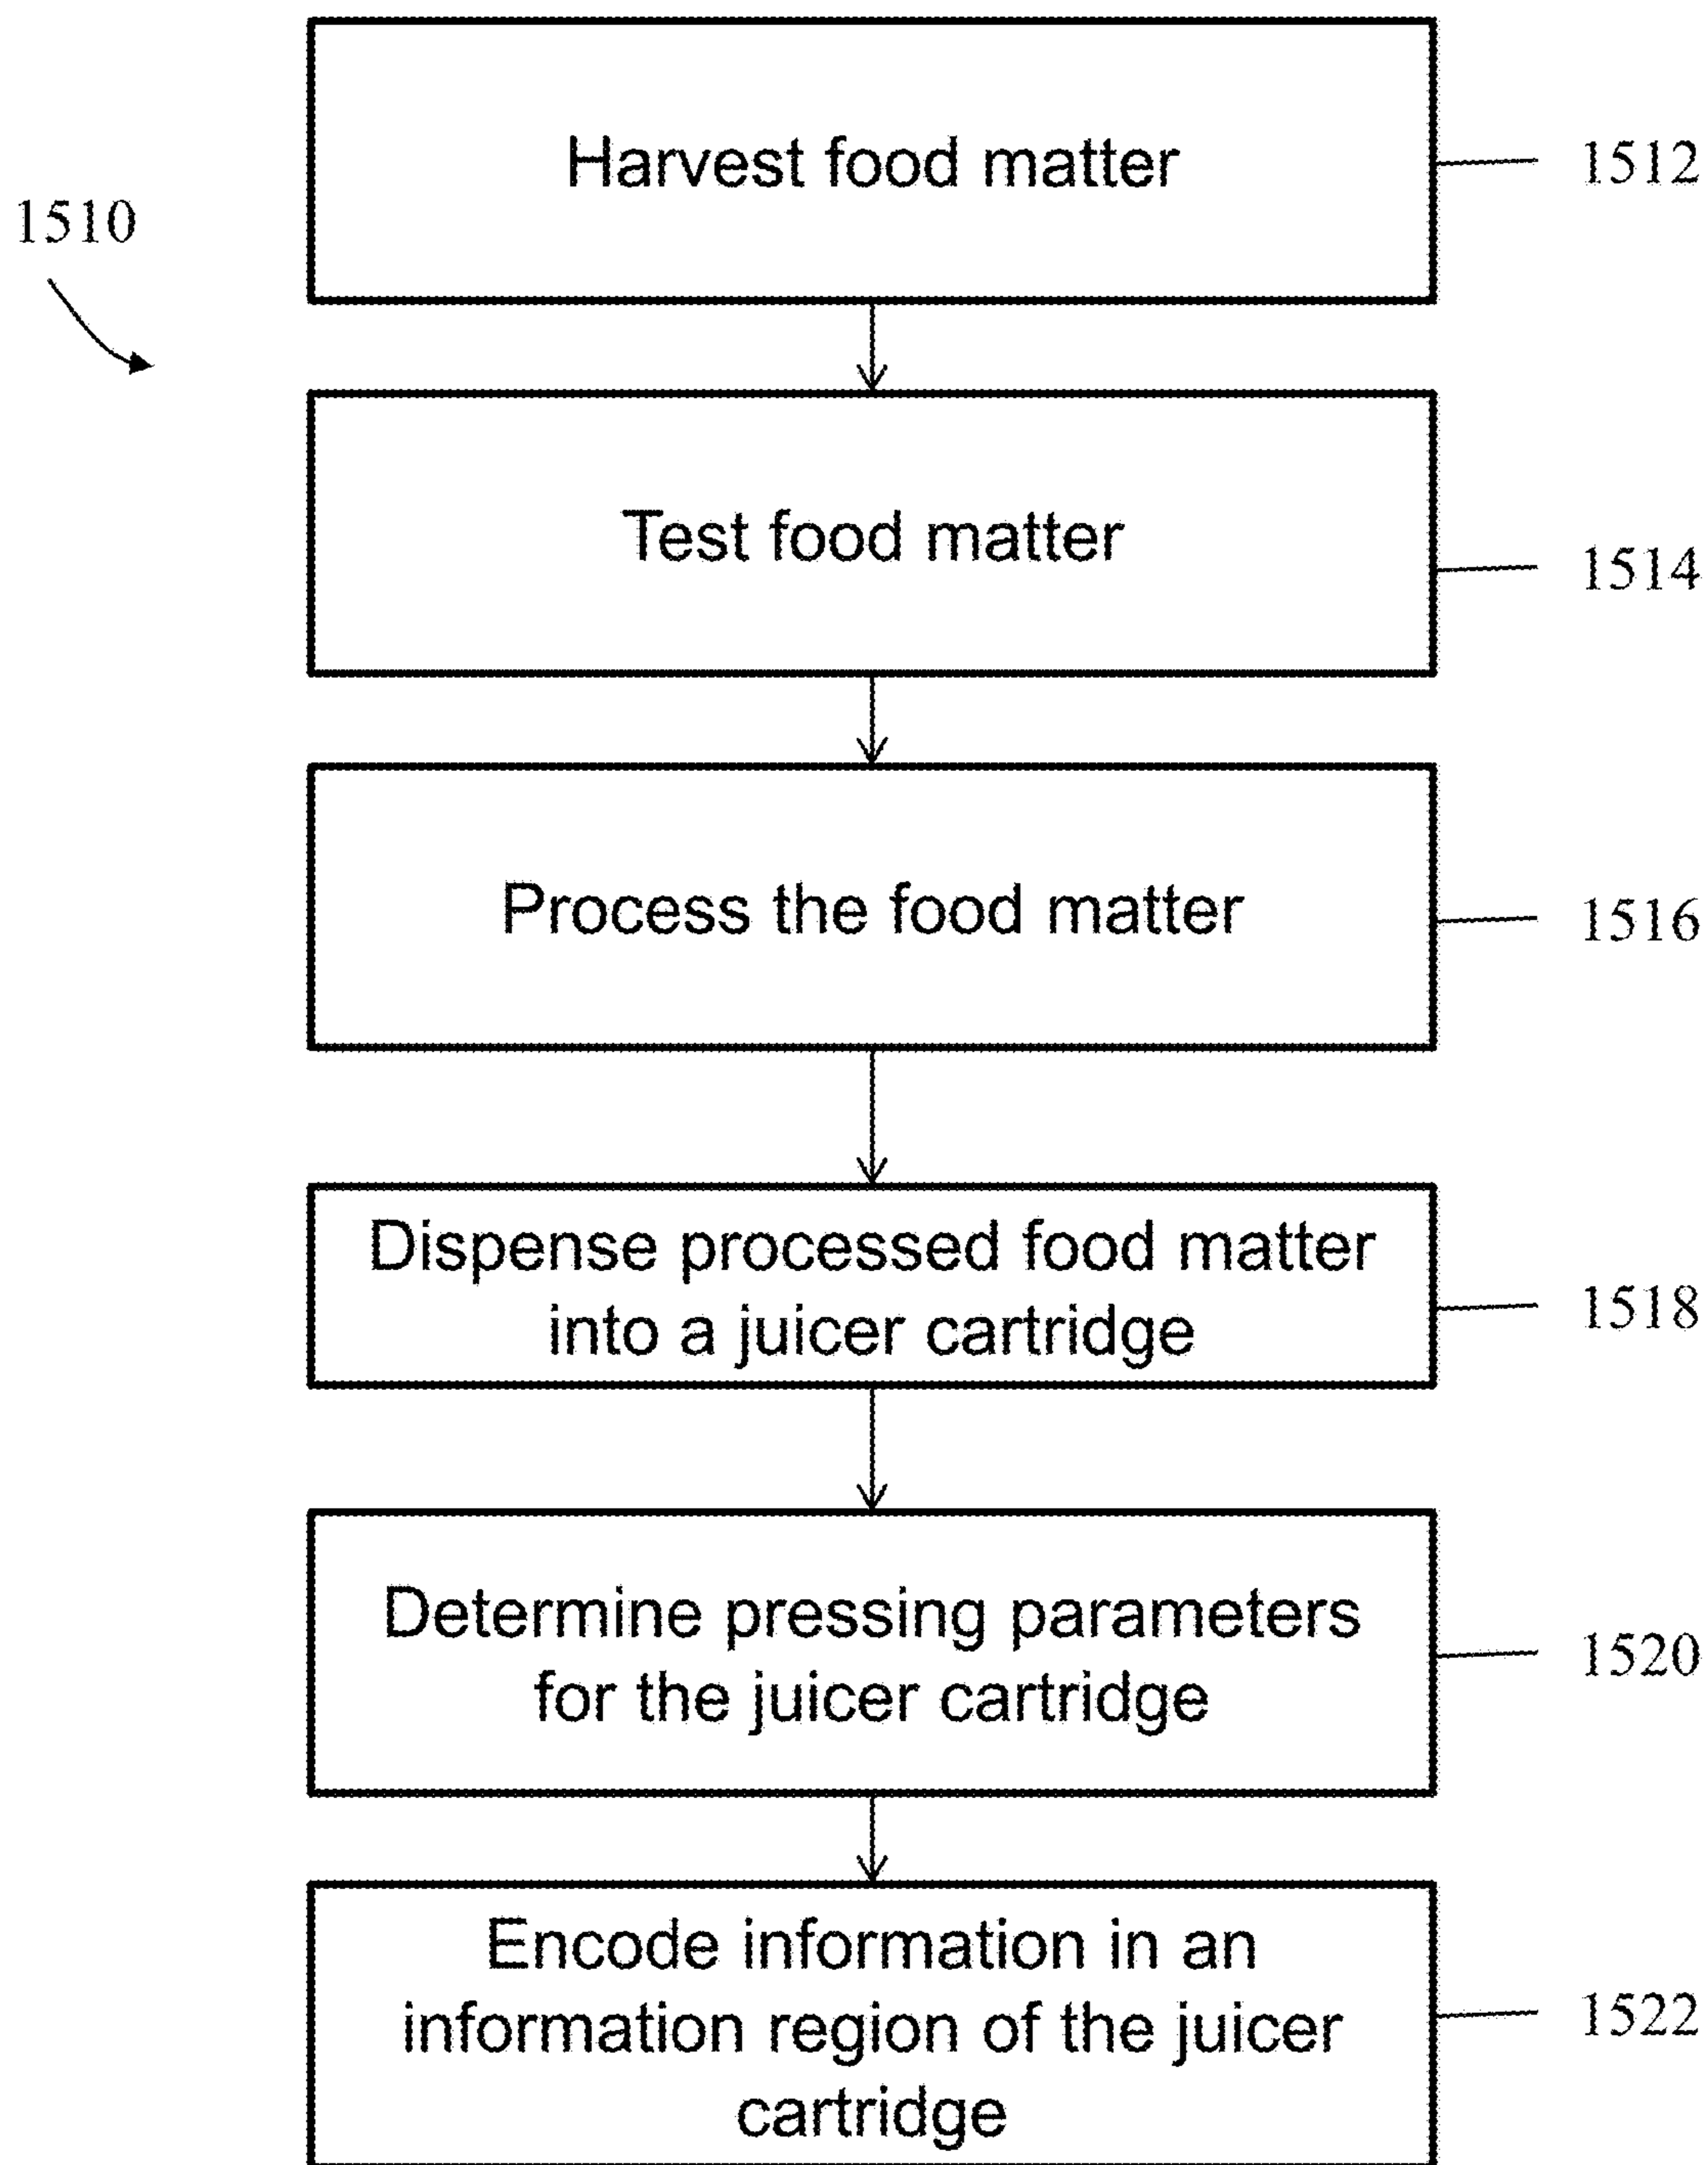 Harvest food matter
1512
1510
Test food matter
1514
Process the food matter
1516
Dispense processed food matter
into a juicer cartridge
1518
Determine pressing parameters
for the juicer cartridge
1520
Encode information in an
information region of the juicer
cartridge
1522